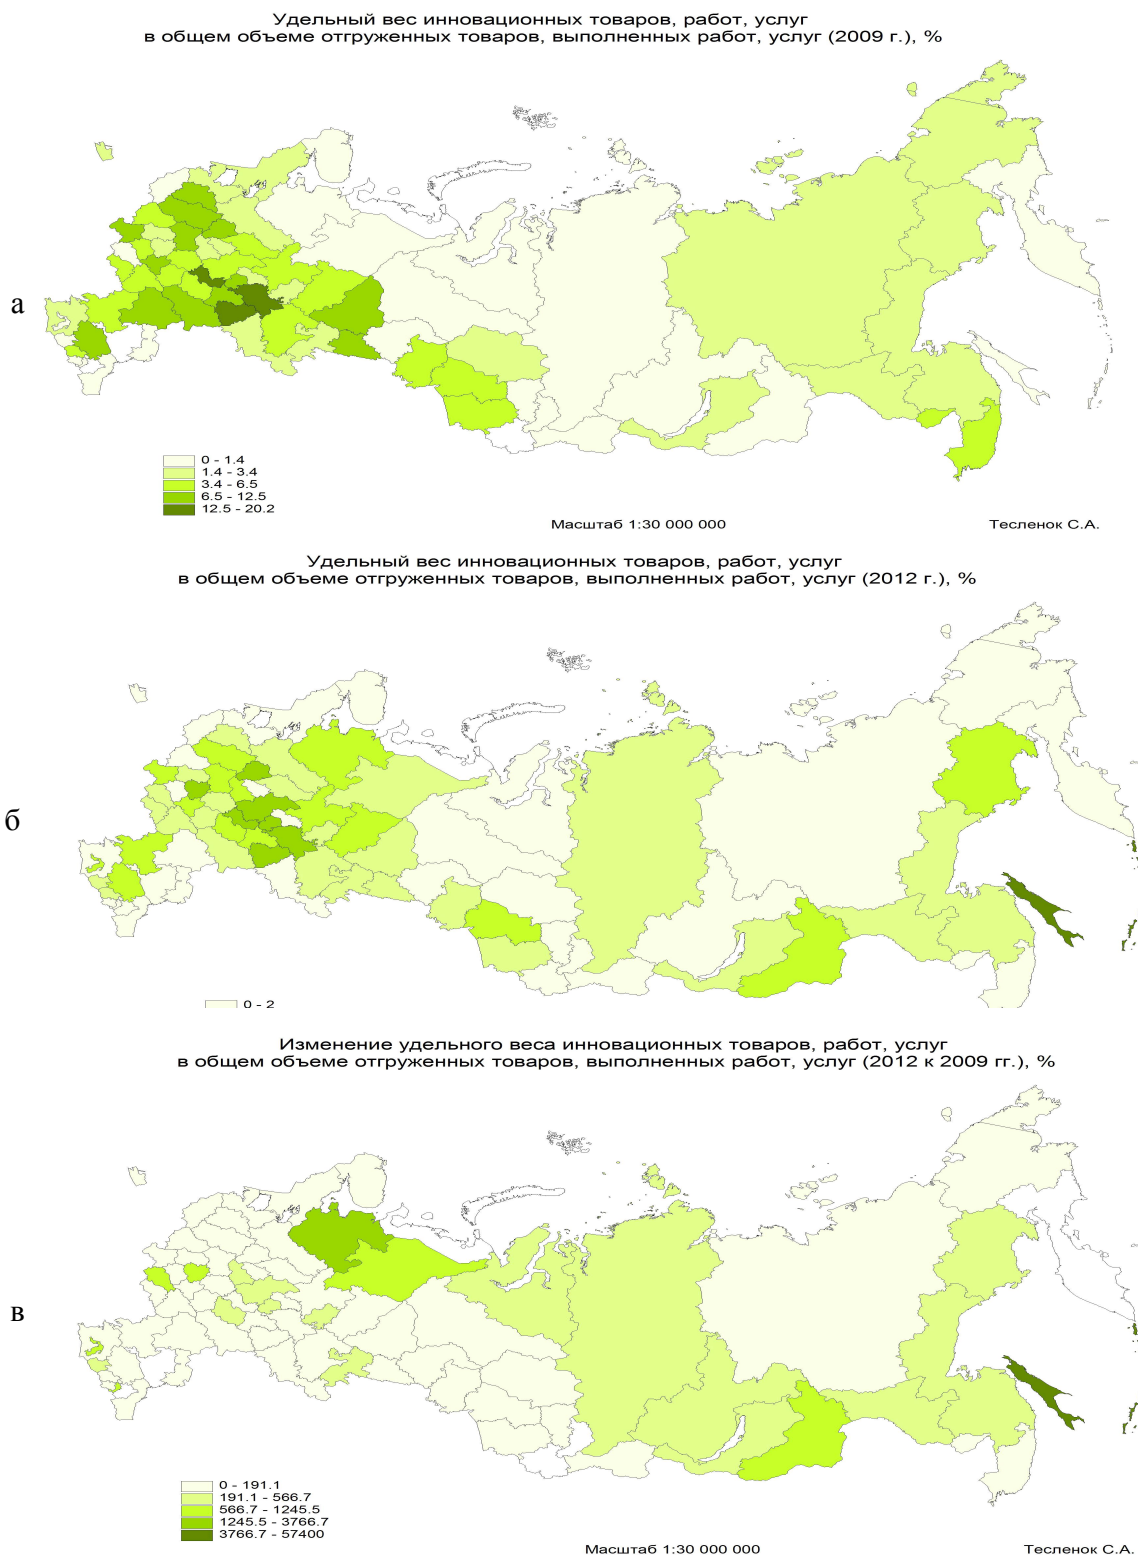 Удельный вес инновационных товаров, работ, услуг
в общем объеме отгруженных товаров, выполненных работ, услуг (2009 г.), %
а
0 - 1.4
1.4 - 3.4
3.4 - 6.5
6.5 - 12.5
12.5 - 20.2
Масштаб 1:30 000 000
Тесленок С.А.
Удельный вес инновационных товаров, работ, услуг
в общем объеме отгруженных товаров, выполненных работ, услуг (2012 г.), %
б
0 - 2
Изменение удельного веса инновационных товаров, работ, услуг
в общем объеме отгруженных товаров, выполненных работ, услуг (2012 к 2009 гг.), %
в
0 - 191.1
191.1 - 566.7
566.7 - 1245.5
1245.5 - 3766.7
3766.7 - 57400
Масштаб 1:30 000 000
Тесленок С.А.